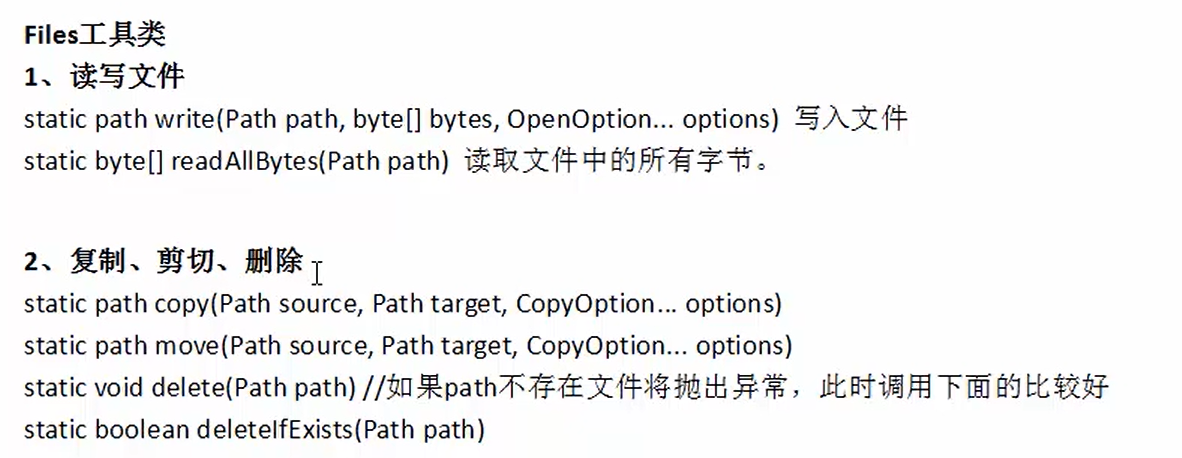 Files工具类
1、读写文件
static path write(Path path, byte[] bytes, OpenOption... options)  写入文件
static byte[] readAllBytes(Path path)  读取文件中的所有字节。
2、复制、剪切、删除
static path copy(Path source, Path target, CopyOption... options)
static path move(Path source, Path target, CopyOption... options)
static void delete(Path path) //如果path不存在文件将抛出异常，此时调用下面的比较好
static boolean deleteIfExists(Path path)